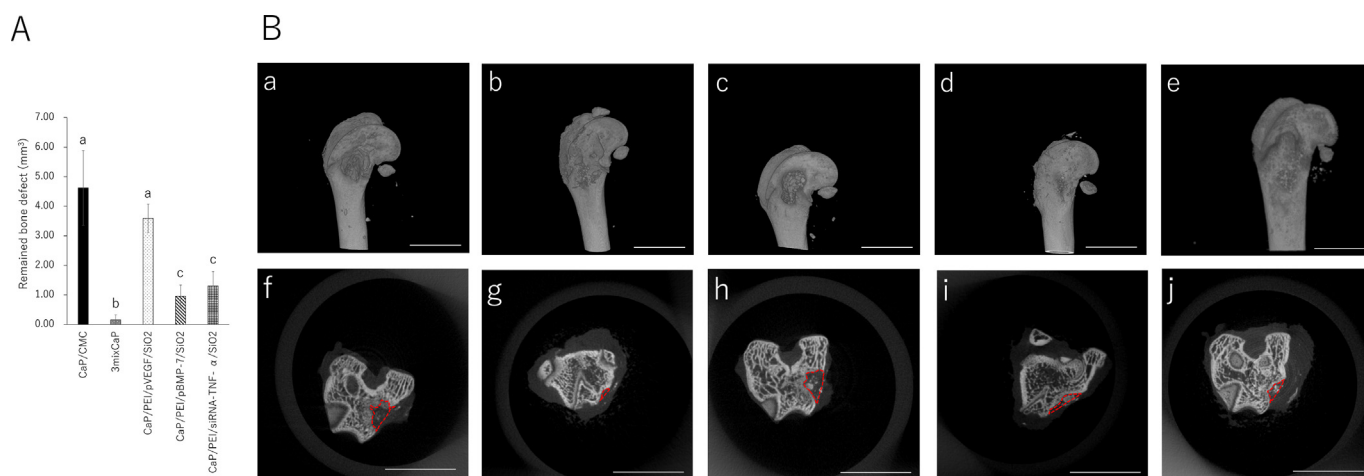 A
B
7.00
6.00
5.00
4.00
3.00
2.00
1.00
0.00
Remained bone defect (mm³)
a
b
a
c
c
CaP/CMC
3mixCaP
CaP/PEI/pVEGF/SiO2
CaP/PEI/pBMP-7/SiO2
CaP/PEI/siRNA-TNF- α/SiO2
a
b
c
d
e
f
g
h
i
j